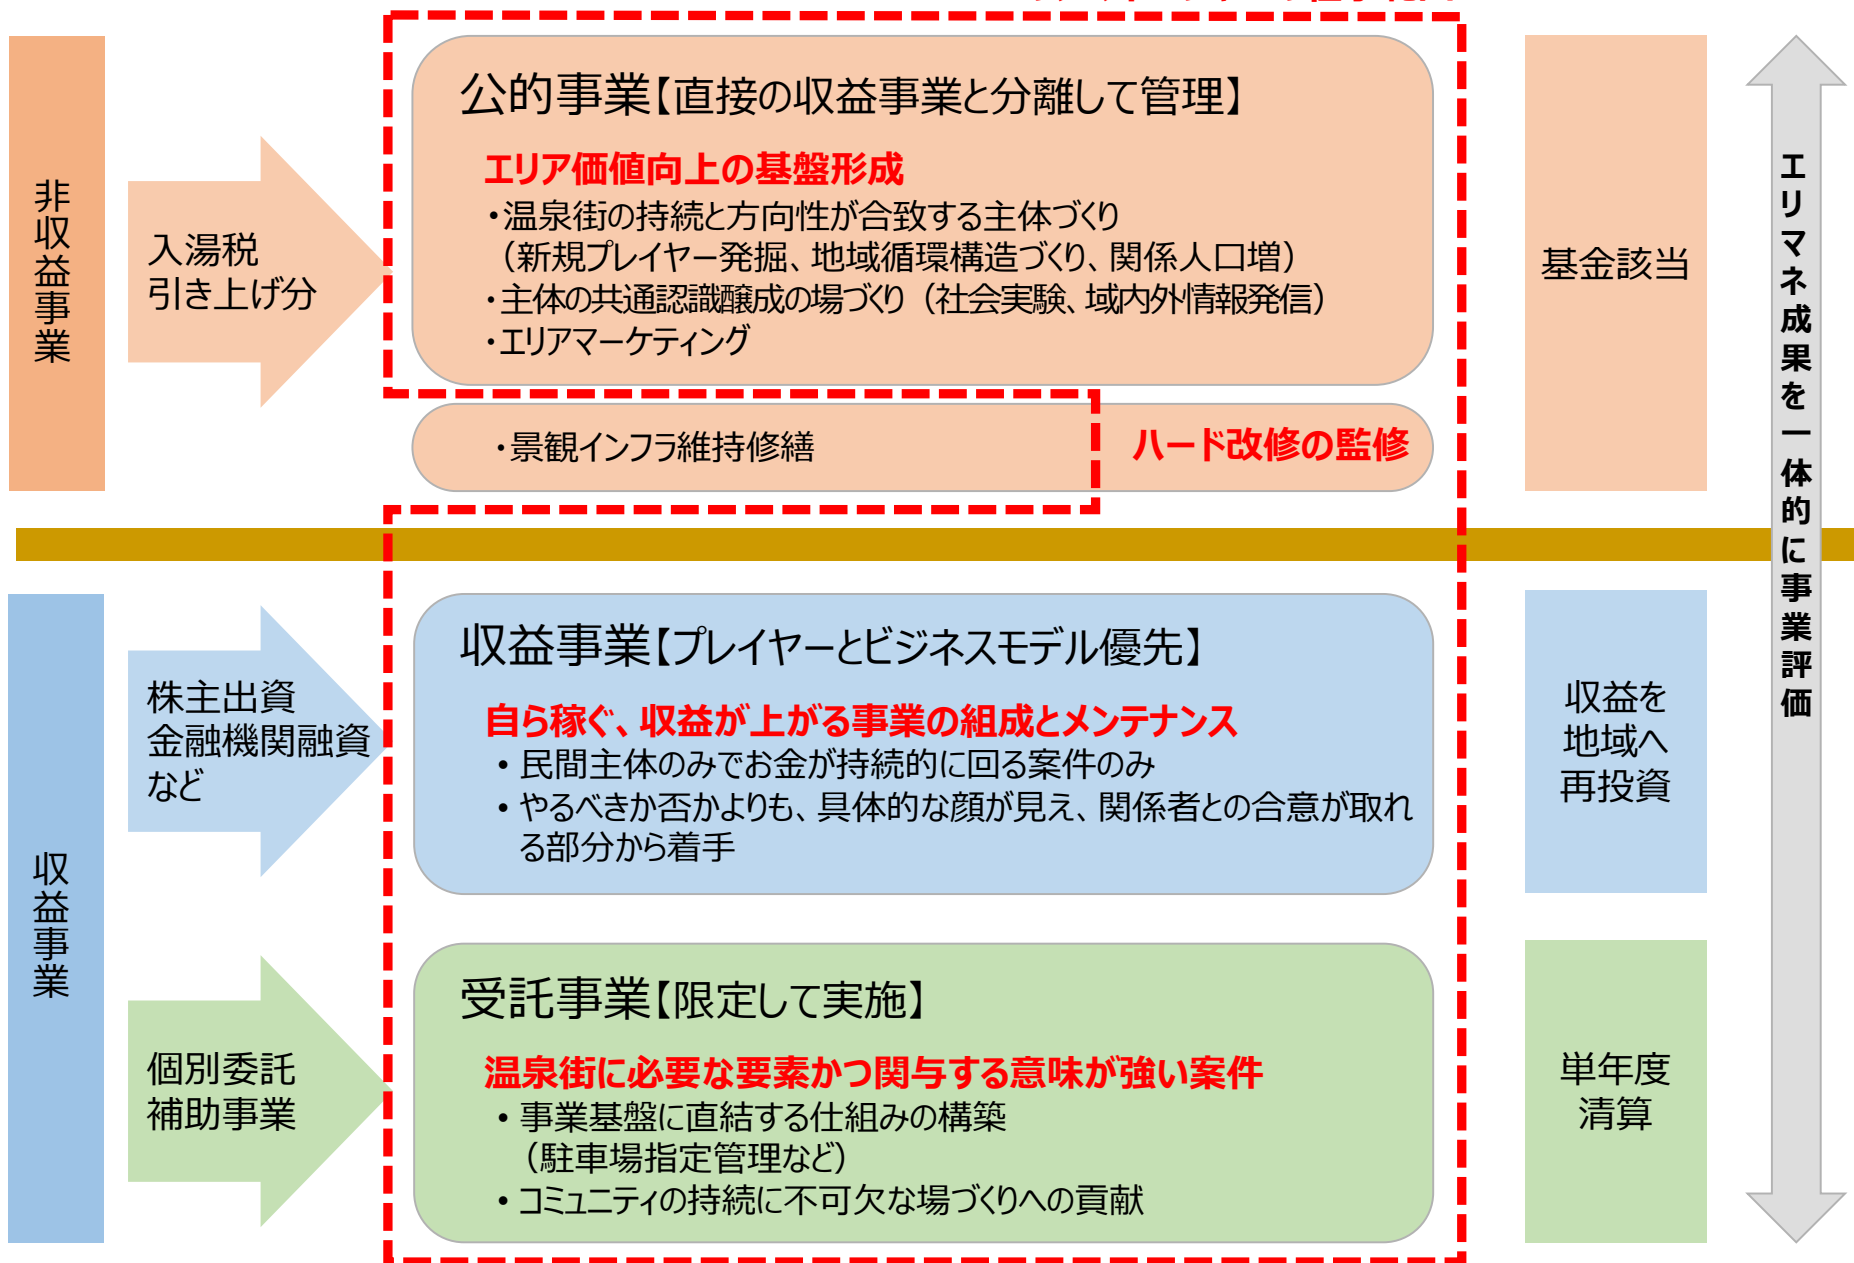 非収益事業
入湯税
引き上げ分
公的事業【直接の収益事業と分離して管理】
エリア価値向上の基盤形成
・温泉街の持続と方向性が合致する主体づくり
（新規プレイヤー発掘、地域循環構造づくり、関係人口増）
・主体の共通認識醸成の場づくり（社会実験、域内外情報発信）
・エリアマーケティング
・景観インフラ維持修繕
ハード改修の監修
基金該当
収益事業
株主出資
金融機関融資
など
収益事業【プレイヤーとビジネスモデル優先】
自ら稼ぐ、収益が上がる事業の組成とメンテナンス
• 民間主体のみでお金が持続的に回る案件のみ
• やるべきか否かよりも、具体的な顔が見え、関係者との合意が取れ
る部分から着手
収益を
地域へ
再投資
個別委託
補助事業
受託事業【限定して実施】
温泉街に必要な要素かつ関与する意味が強い案件
• 事業基盤に直結する仕組みの構築
（駐車場指定管理など）
• コミュニティの持続に不可欠な場づくりへの貢献
単年度
清算
エリマネ成果を一体的に事業評価